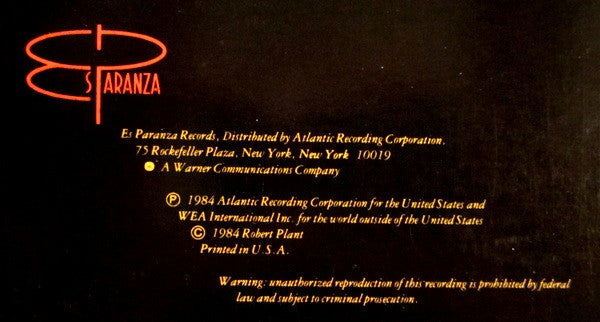 Es PARANZA
Es Paranza Records, Distributed by Atlantic Recording Corporation,
75 Rockefeller Plaza, New York, New York 10019
A Warner Communications Company
Ⓟ 1984 Atlantic Recording Corporation for the United States and
WEA International Inc. for the world outside of the United States
© 1984 Robert Plant
Printed in U.S.A.
Warning: unauthorized reproduction of this recording is prohibited by federal
law and subject to criminal prosecution.